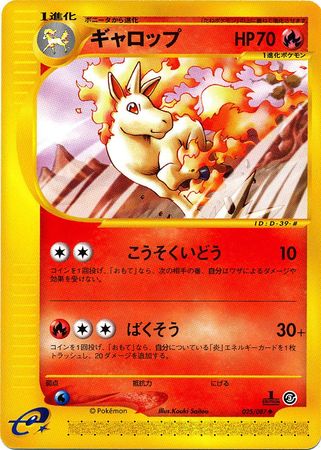 1進化
ポニータから進化
ギャロップ
HP70
1進化ポケモン
ID:D-39-#
こうそくいどう 10
コインを1回投げ、「おもて」なら、次の相手の番、自分はワザによるダメージや
効果を受けない。
ばくそう 30+
コインを1回投げ、「おもて」なら、自分についている「炎」エネルギーカードを1枚
トラッシュし、20ダメージを追加する。
弱点 抵抗力 にげる
e
©Pokémon
Illus.Kouki Saitou
1
EDITION
025/087